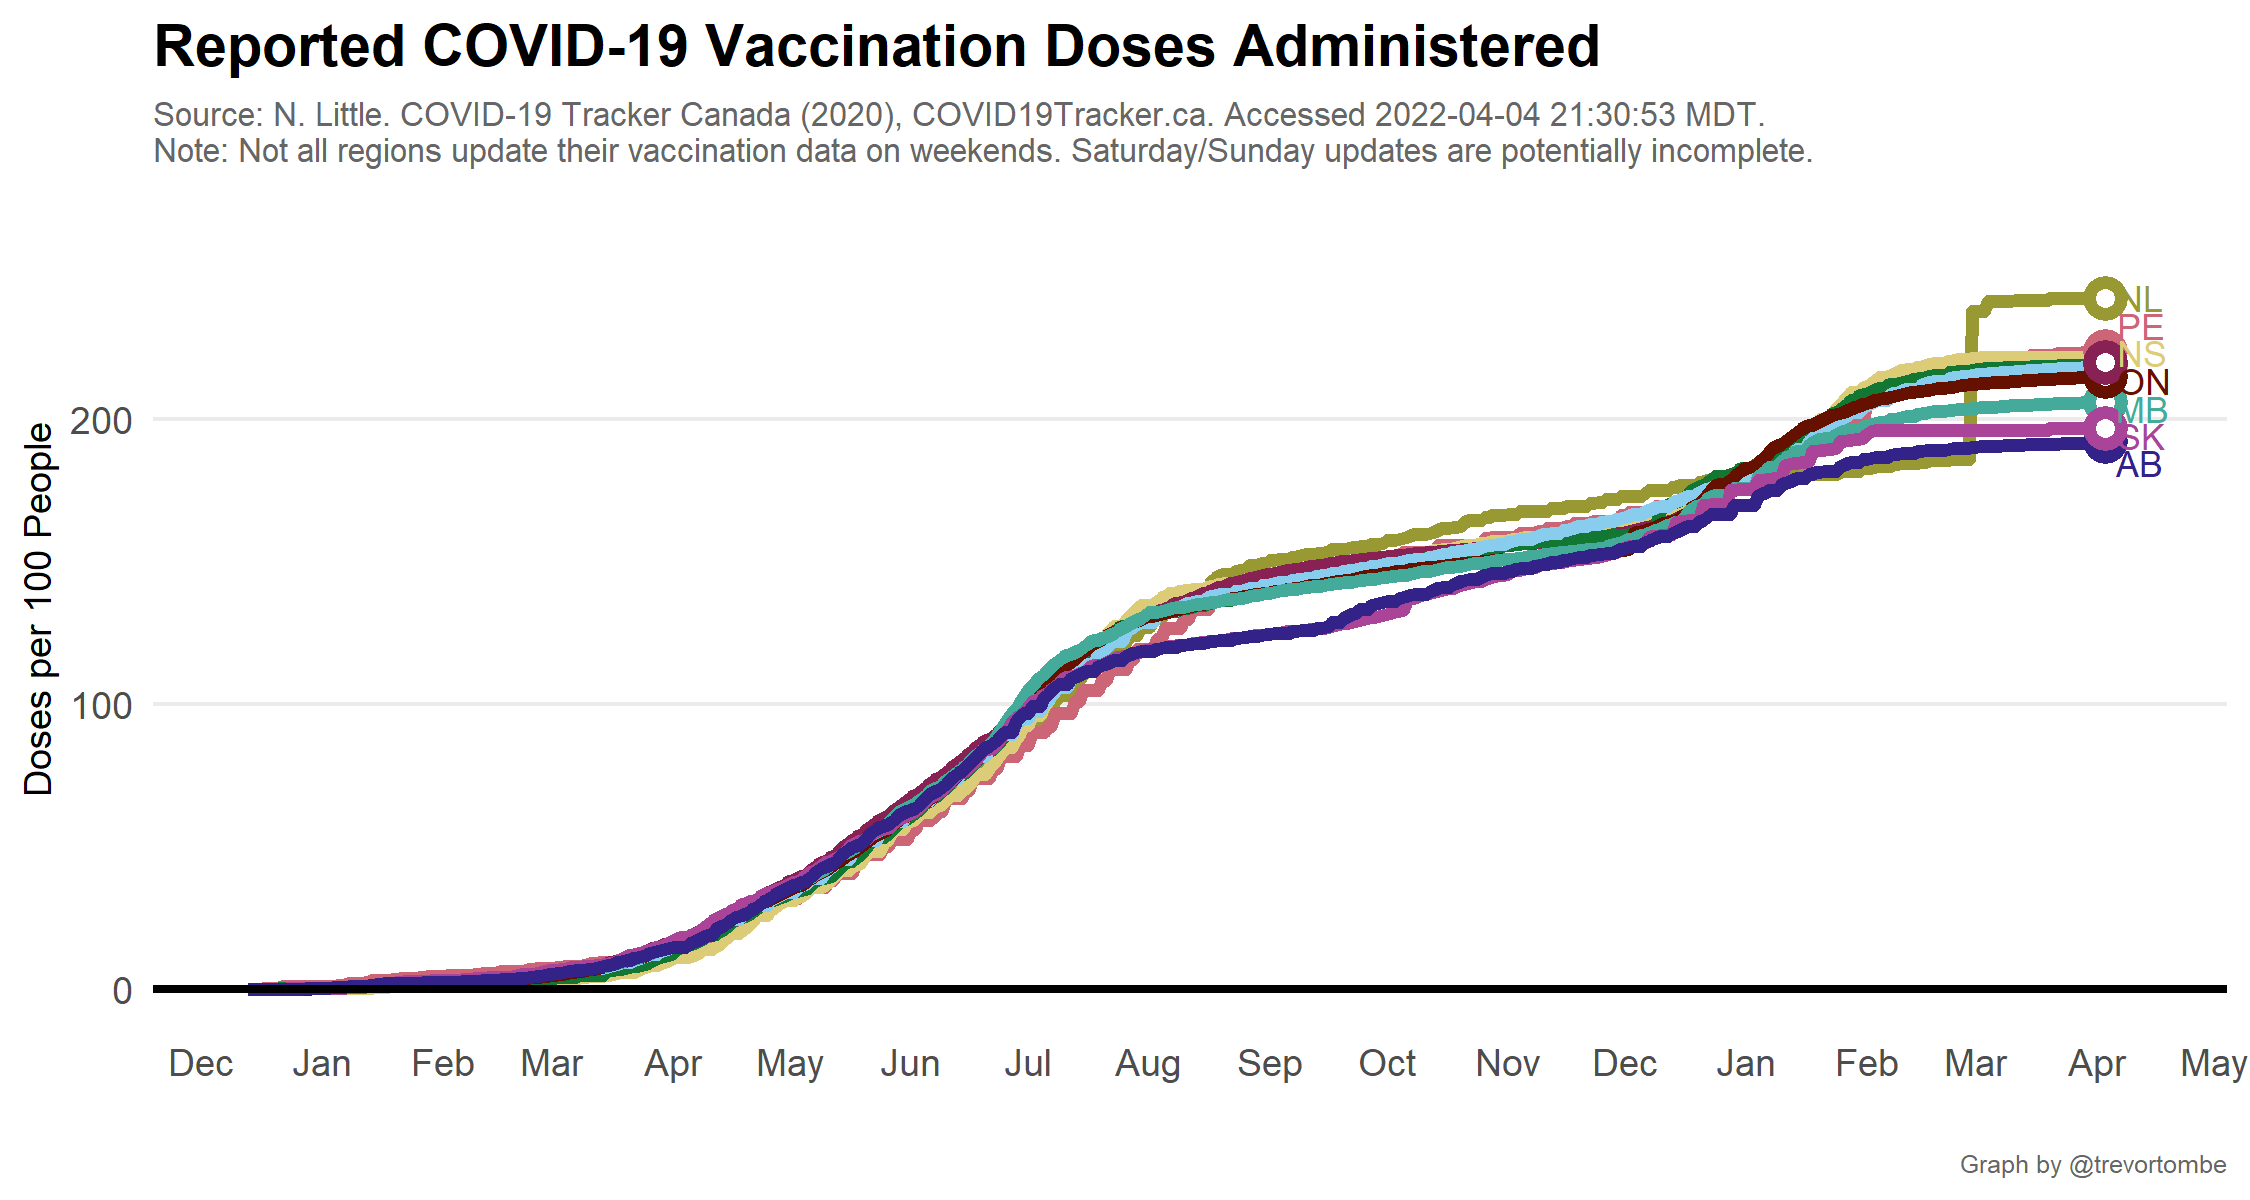 Reported COVID-19 Vaccination Doses Administered
Source: N. Little. COVID-19 Tracker Canada (2020), COVID19Tracker.ca. Accessed 2022-04-04 21:30:53 MDT.
Note: Not all regions update their vaccination data on weekends. Saturday/Sunday updates are potentially incomplete.
Doses per 100 People
200
100
0
NL
PE
NS
ON
MB
SK
AB
Dec Jan Feb Mar Apr May Jun Jul Aug Sep Oct Nov Dec Jan Feb Mar Apr May
Graph by @trevortombe